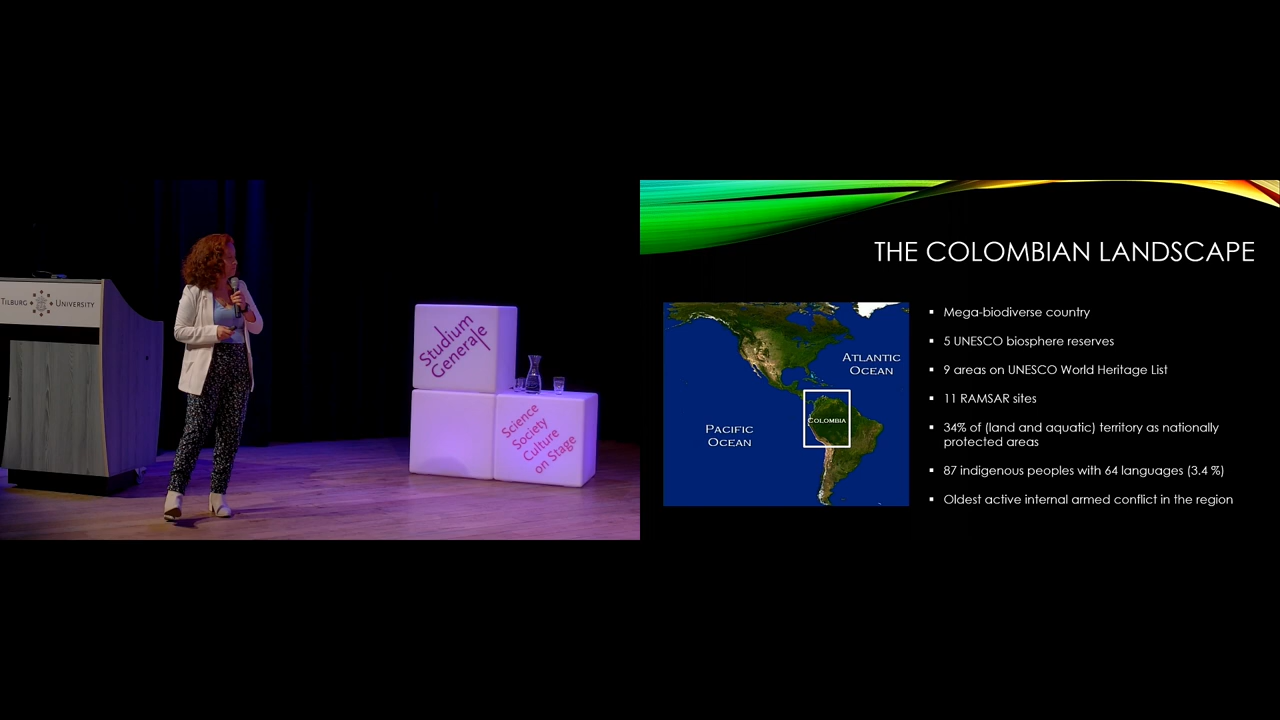 TILBURG UNIVERSITY
Studium
Generale
Science
Society
Culture
on Stage
THE COLOMBIAN LANDSCAPE
ATLANTIC
OCEAN
COLOMBIA
PACIFIC
OCEAN
▪ Mega-biodiverse country
▪ 5 UNESCO biosphere reserves
▪ 9 areas on UNESCO World Heritage List
▪ 11 RAMSAR sites
▪ 34% of (land and aquatic) territory as nationally
protected areas
▪ 87 indigenous peoples with 64 languages (3.4 %)
▪ Oldest active internal armed conflict in the region